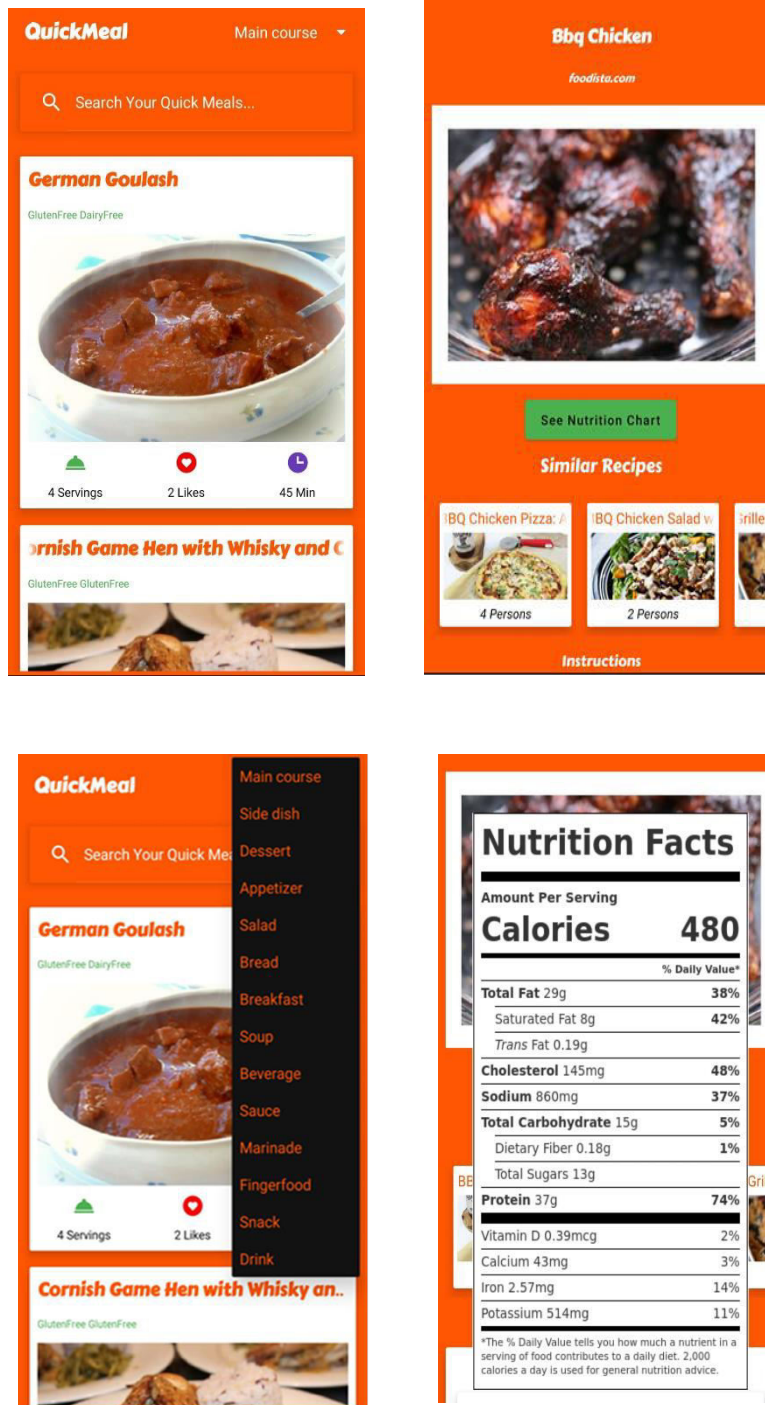 QuickMeal
Main course
Search Your Quick Meals...
German Goulash
GlutenFree DairyFree
4 Servings
2 Likes
45 Min
rnish Game Hen with Whisky and
GlutenFree GlutenFree
Bbq Chicken
foodista.com
See Nutrition Chart
Similar Recipes
BQ Chicken Pizza: A
BQ Chicken Salad w
rille
4 Persons
2 Persons
Instructions
QuickMeal
Search Your Quick Mea
German Goulash
GlutenFree DairyFree
4 Servings
2 Likes
Cornish Game Hen with Whisky an..
GlutenFree GlutenFree
Main course
Side dish
Dessert
Appetizer
Salad
Bread
Breakfast
Soup
Beverage
Sauce
Marinade
Fingerfood
Snack
Drink
Nutrition Facts
Amount Per Serving
Calories 480
% Daily Value*
Total Fat 29g 38%
Saturated Fat 8g 42%
Trans Fat 0.19g
Cholesterol 145mg 48%
Sodium 860mg 37%
Total Carbohydrate 15g 5%
Dietary Fiber 0.18g 1%
Total Sugars 13g
Protein 37g 74%
Vitamin D 0.39mcg 2%
Calcium 43mg 3%
Iron 2.57mg 14%
Potassium 514mg 11%
*The % Daily Value tells you how much a nutrient in a
serving of food contributes to a daily diet. 2,000
calories a day is used for general nutrition advice.
BB
Gri